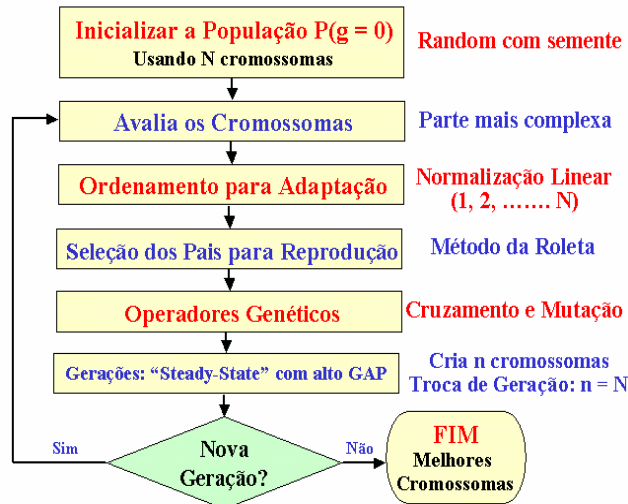 Inicializar a População P(g = 0)
Usando N cromossomas
Random com semente
Avalia os Cromossomas
Parte mais complexa
Ordenamento para Adaptação
Normalização Linear
(1, 2, ……. N)
Seleção dos Pais para Reprodução
Método da Roleta
Operadores Genéticos
Cruzamento e Mutação
Gerações: “Steady-State” com alto GAP
Cria n cromossomas
Troca de Geração: n = N
Sim
Nova
Geração?
Não
FIM
Melhores
Cromossomas